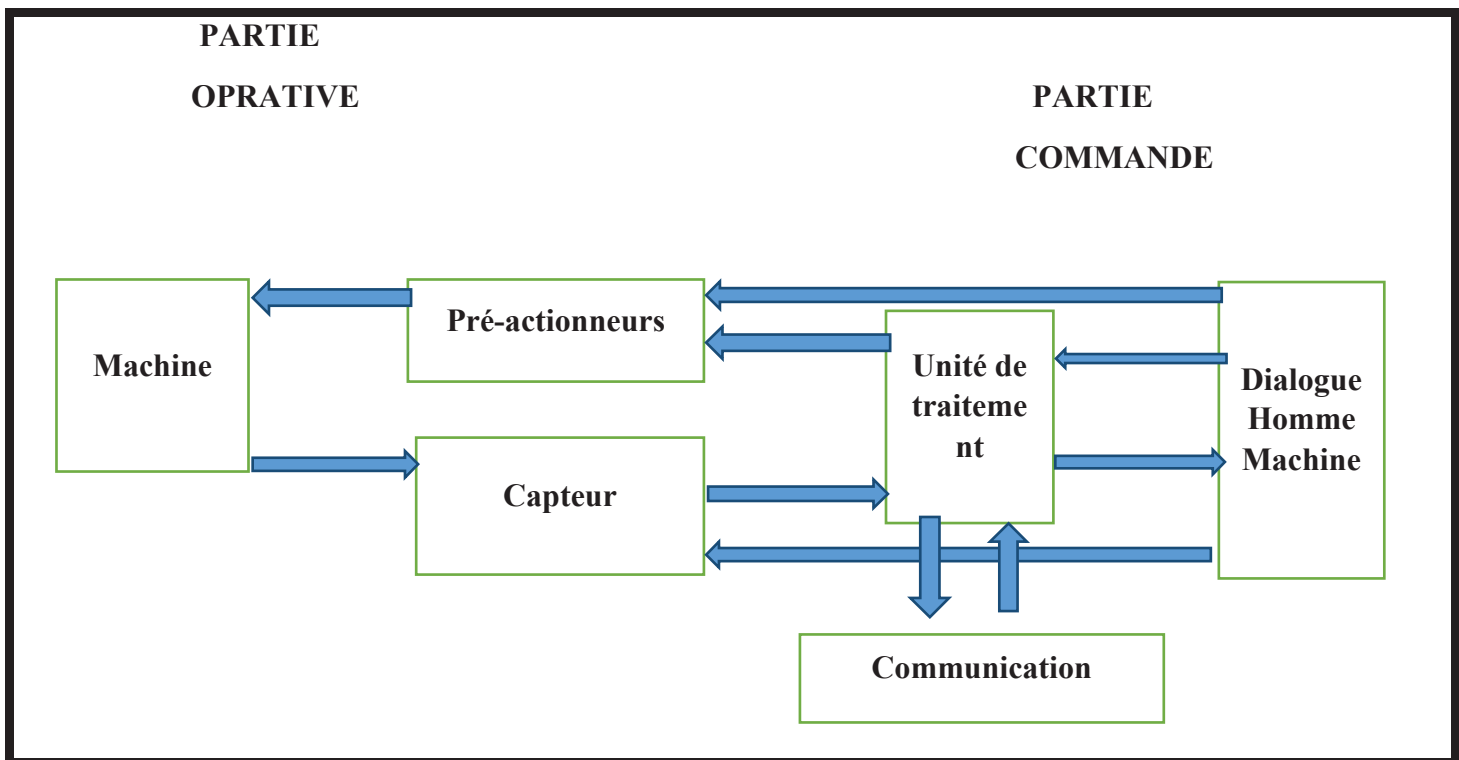 PARTIE
OPRATIVE
PARTIE
COMMANDE
Machine
Pré-actionneurs
Capteur
Unité de
traiteme
nt
Dialogue
Homme
Machine
Communication